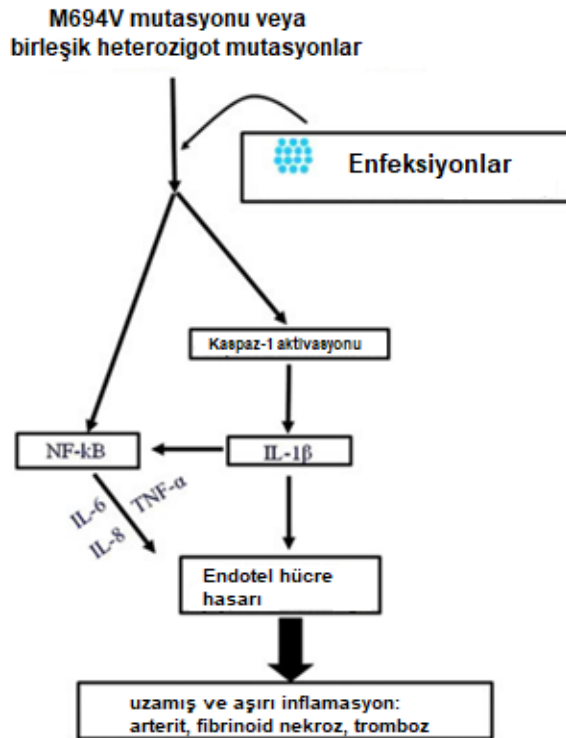 M694V mutasyonu veya
birleşik heterozigot mutasyonlar
Enfeksiyonlar
Kaspaz-1 aktivasyonu
NF-kB
IL-1β
IL-6
TNF-α
IL-8
Endotel hücre
hasarı
uzamış ve aşırı inflamasyon:
arterit, fibrinoid nekroz, tromboz